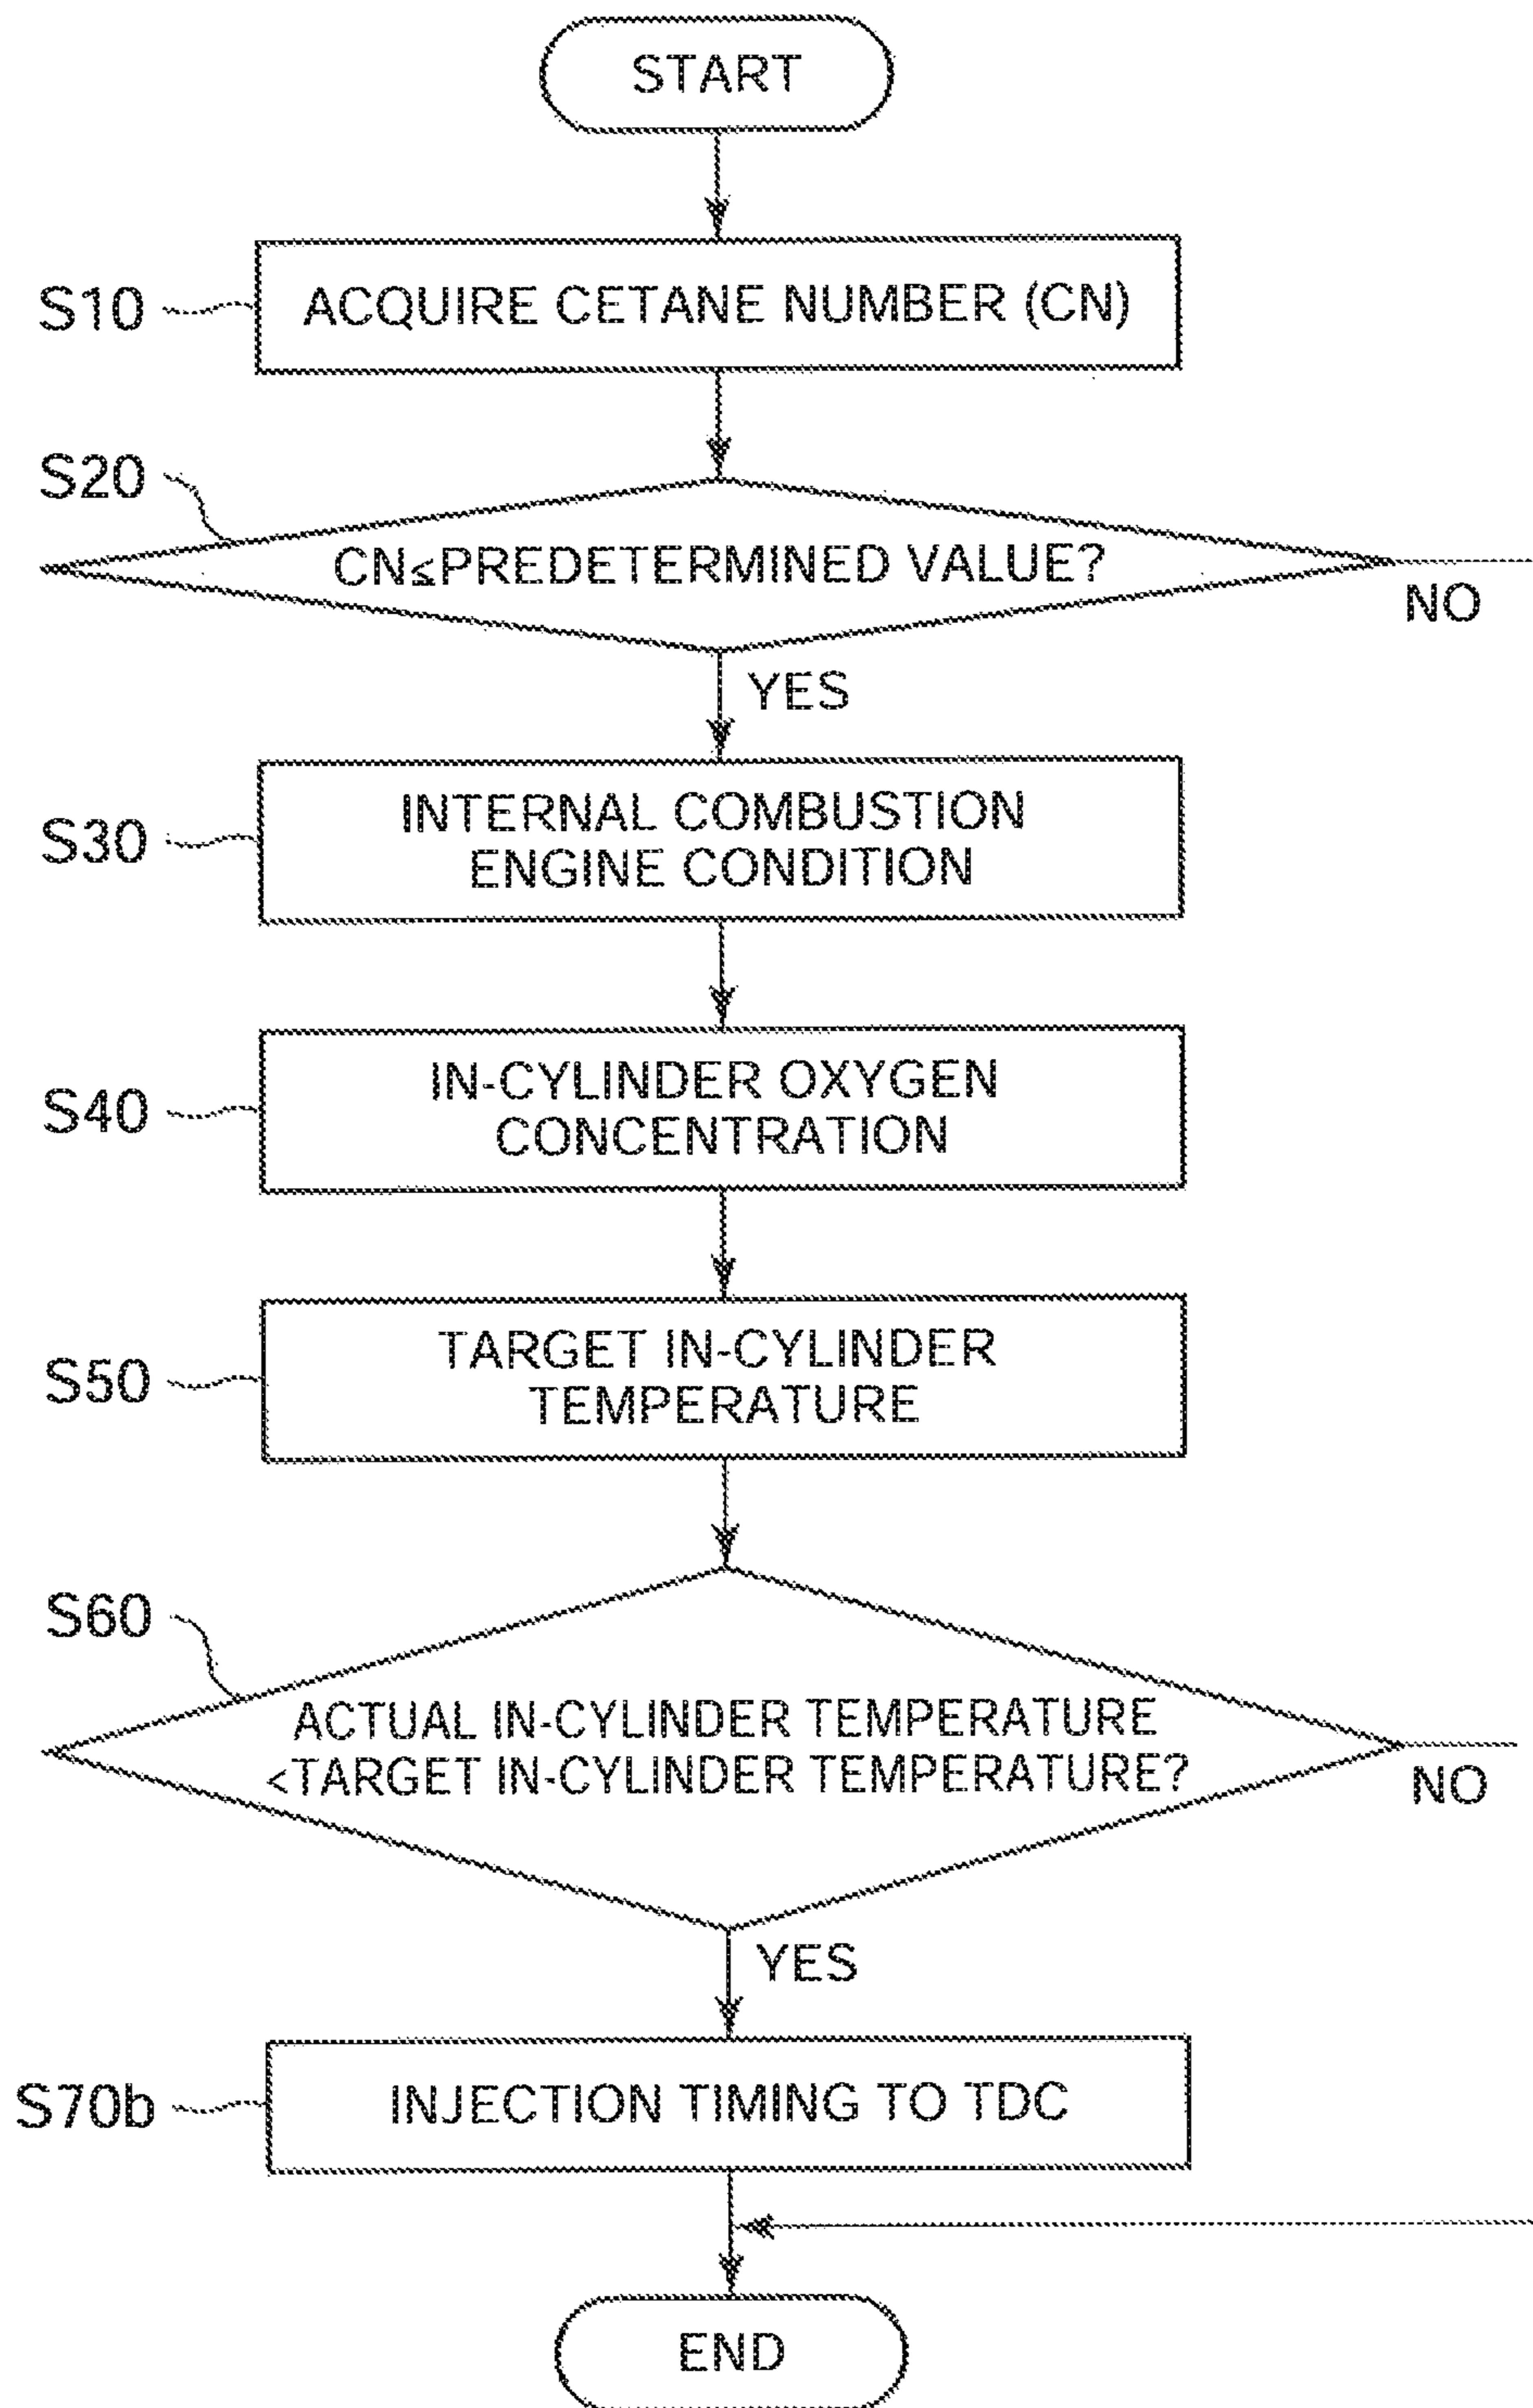 START
S10
ACQUIRE CETANE NUMBER (CN)
S20
CN≤PREDETERMINED VALUE?
NO
YES
S30
INTERNAL COMBUSTION
ENGINE CONDITION
S40
IN-CYLINDER OXYGEN
CONCENTRATION
S50
TARGET IN-CYLINDER
TEMPERATURE
S60
ACTUAL IN-CYLINDER TEMPERATURE
<TARGET IN-CYLINDER TEMPERATURE?
NO
YES
S70b
INJECTION TIMING TO TDC
END